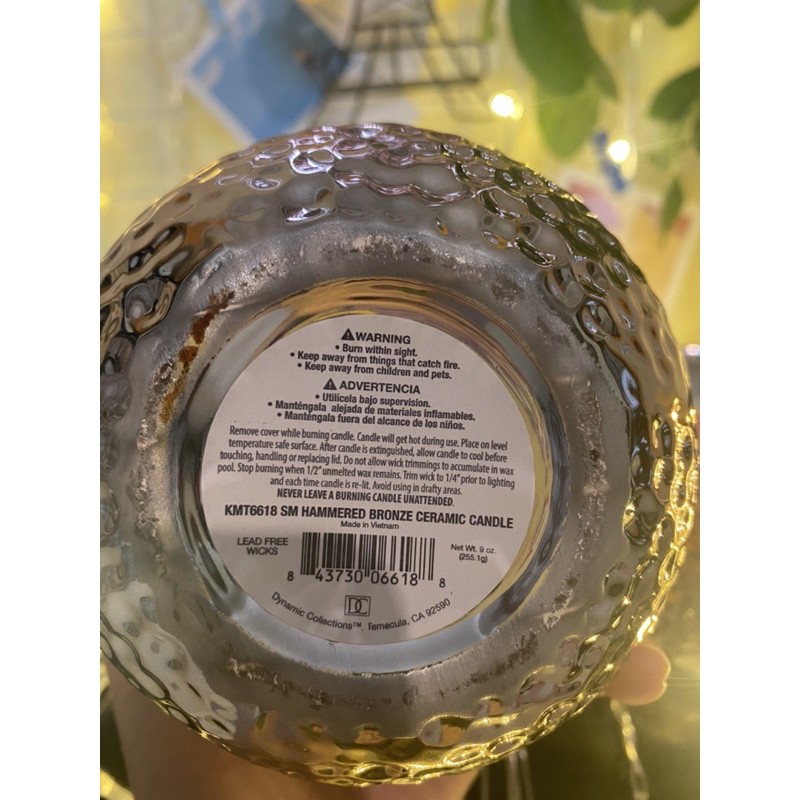 ⚠WARNING
• Burn within sight.
• Keep away from things that catch fire.
• Keep away from children and pets.
⚠ ADVERTENCIA
• Utilícela bajo supervision.
• Manténgala alejada de materiales inflamables.
• Manténgala fuera del alcance de los niños.
Remove cover while burning candle. Candle will get hot during use. Place on level
temperature safe surface. After candle is extinguished, allow candle to cool before
touching, handling or replacing lid. Do not allow wick trimmings to accumulate in wax
pool. Stop burning when 1/2" unmelted wax remains. Trim wick to 1/4" prior to lighting
and each time candle is re-lit. Avoid using in drafty areas.
NEVER LEAVE A BURNING CANDLE UNATTENDED.
KMT6618 SM HAMMERED BRONZE CERAMIC CANDLE
Made in Vietnam
LEAD FREE
WICKS
Net Wt. 9 oz.
(255.1g)
8 43730 06618 8
DC
Dynamic Collections™, Temecula, CA 92590